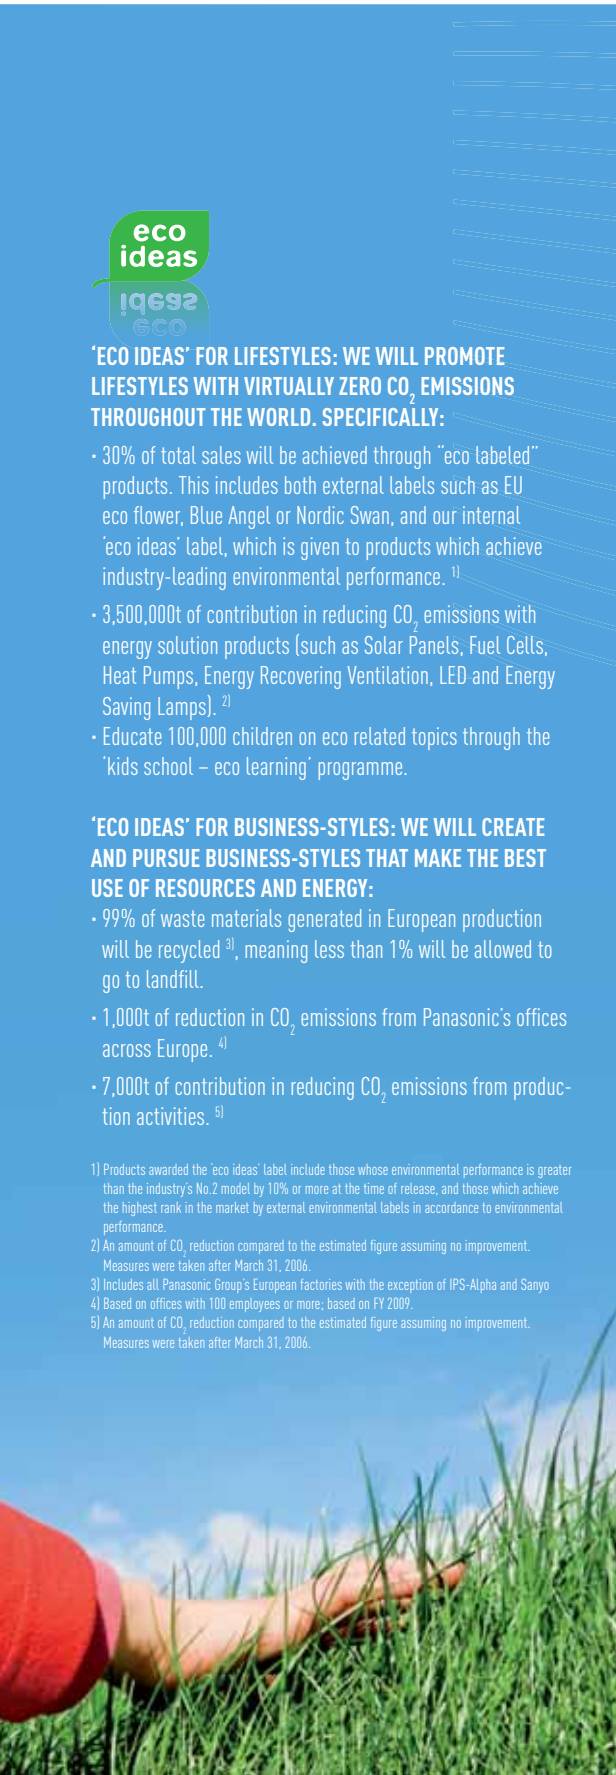 eco
ideas
‘ECO IDEAS’ FOR LIFESTYLES: WE WILL PROMOTE
LIFESTYLES WITH VIRTUALLY ZERO CO₂ EMISSIONS
THROUGHOUT THE WORLD. SPECIFICALLY:
· 30% of total sales will be achieved through “eco labeled”
products. This includes both external labels such as EU
eco flower, Blue Angel or Nordic Swan, and our internal
‘eco ideas’ label, which is given to products which achieve
industry-leading environmental performance. 1)
· 3,500,000t of contribution in reducing CO₂ emissions with
energy solution products (such as Solar Panels, Fuel Cells,
Heat Pumps, Energy Recovering Ventilation, LED and Energy
Saving Lamps). 2)
· Educate 100,000 children on eco related topics through the
‘kids school – eco learning’ programme.
‘ECO IDEAS’ FOR BUSINESS-STYLES: WE WILL CREATE
AND PURSUE BUSINESS-STYLES THAT MAKE THE BEST
USE OF RESOURCES AND ENERGY:
· 99% of waste materials generated in European production
will be recycled 3), meaning less than 1% will be allowed to
go to landfill.
· 1,000t of reduction in CO₂ emissions from Panasonic’s offices
across Europe. 4)
· 7,000t of contribution in reducing CO₂ emissions from produc-
tion activities. 5)
1) Products awarded the ‘eco ideas’ label include those whose environmental performance is greater
than the industry’s No.2 model by 10% or more at the time of release, and those which achieve
the highest rank in the market by external environmental labels in accordance to environmental
performance.
2) An amount of CO₂ reduction compared to the estimated figure assuming no improvement.
Measures were taken after March 31, 2006.
3) Includes all Panasonic Group’s European factories with the exception of IPS-Alpha and Sanyo
4) Based on offices with 100 employees or more; based on FY 2009.
5) An amount of CO₂ reduction compared to the estimated figure assuming no improvement.
Measures were taken after March 31, 2006.